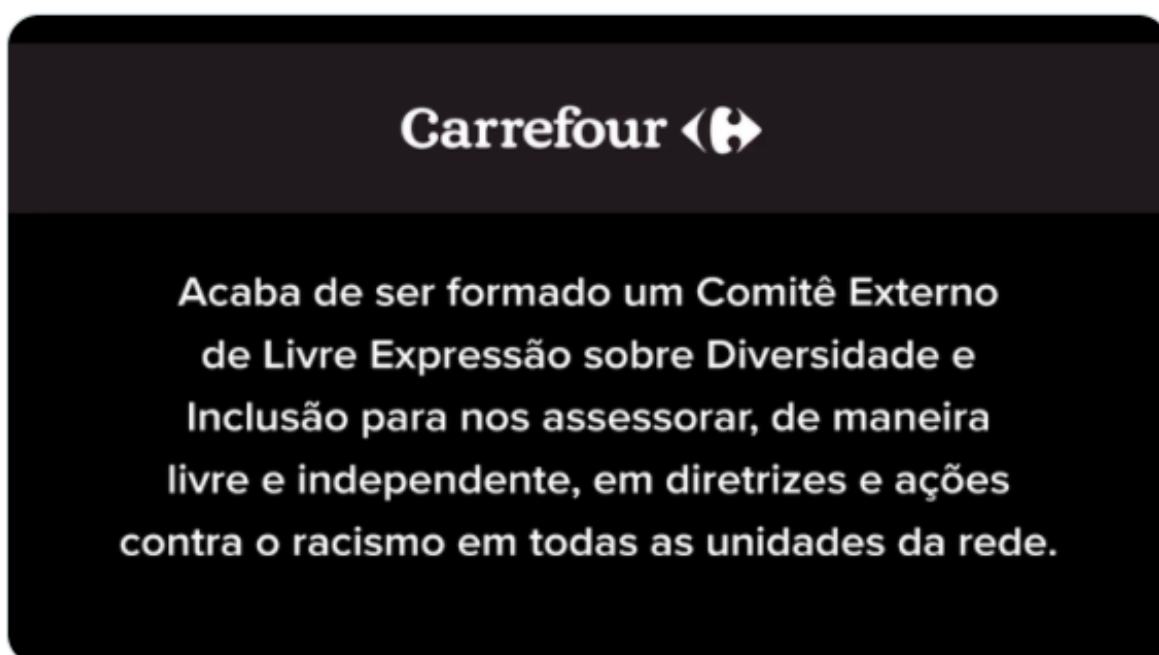 Carrefour
Acaba de ser formado um Comitê Externo
de Livre Expressão sobre Diversidade e
Inclusão para nos assessorar, de maneira
livre e independente, em diretrizes e ações
contra o racismo em todas as unidades da rede.